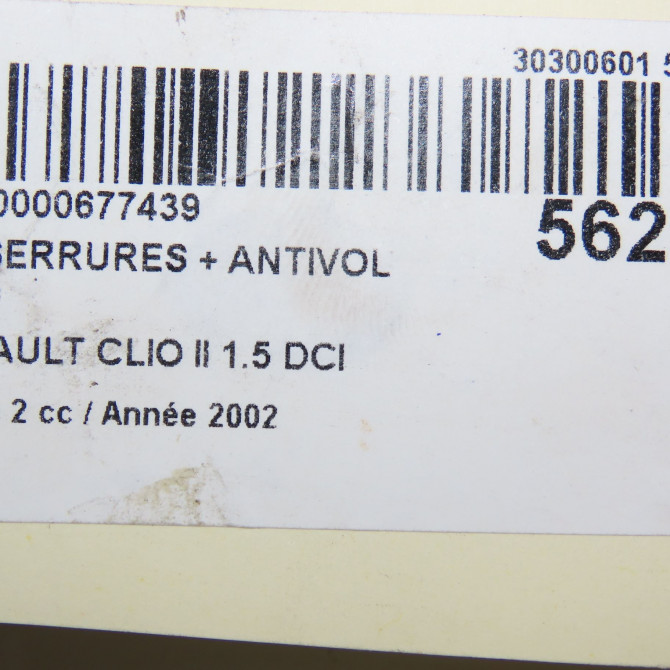 30300601 5
0000677439
562
SERRURES + ANTIVOL
AULT CLIO II 1.5 DCI
2 cc / Année 2002